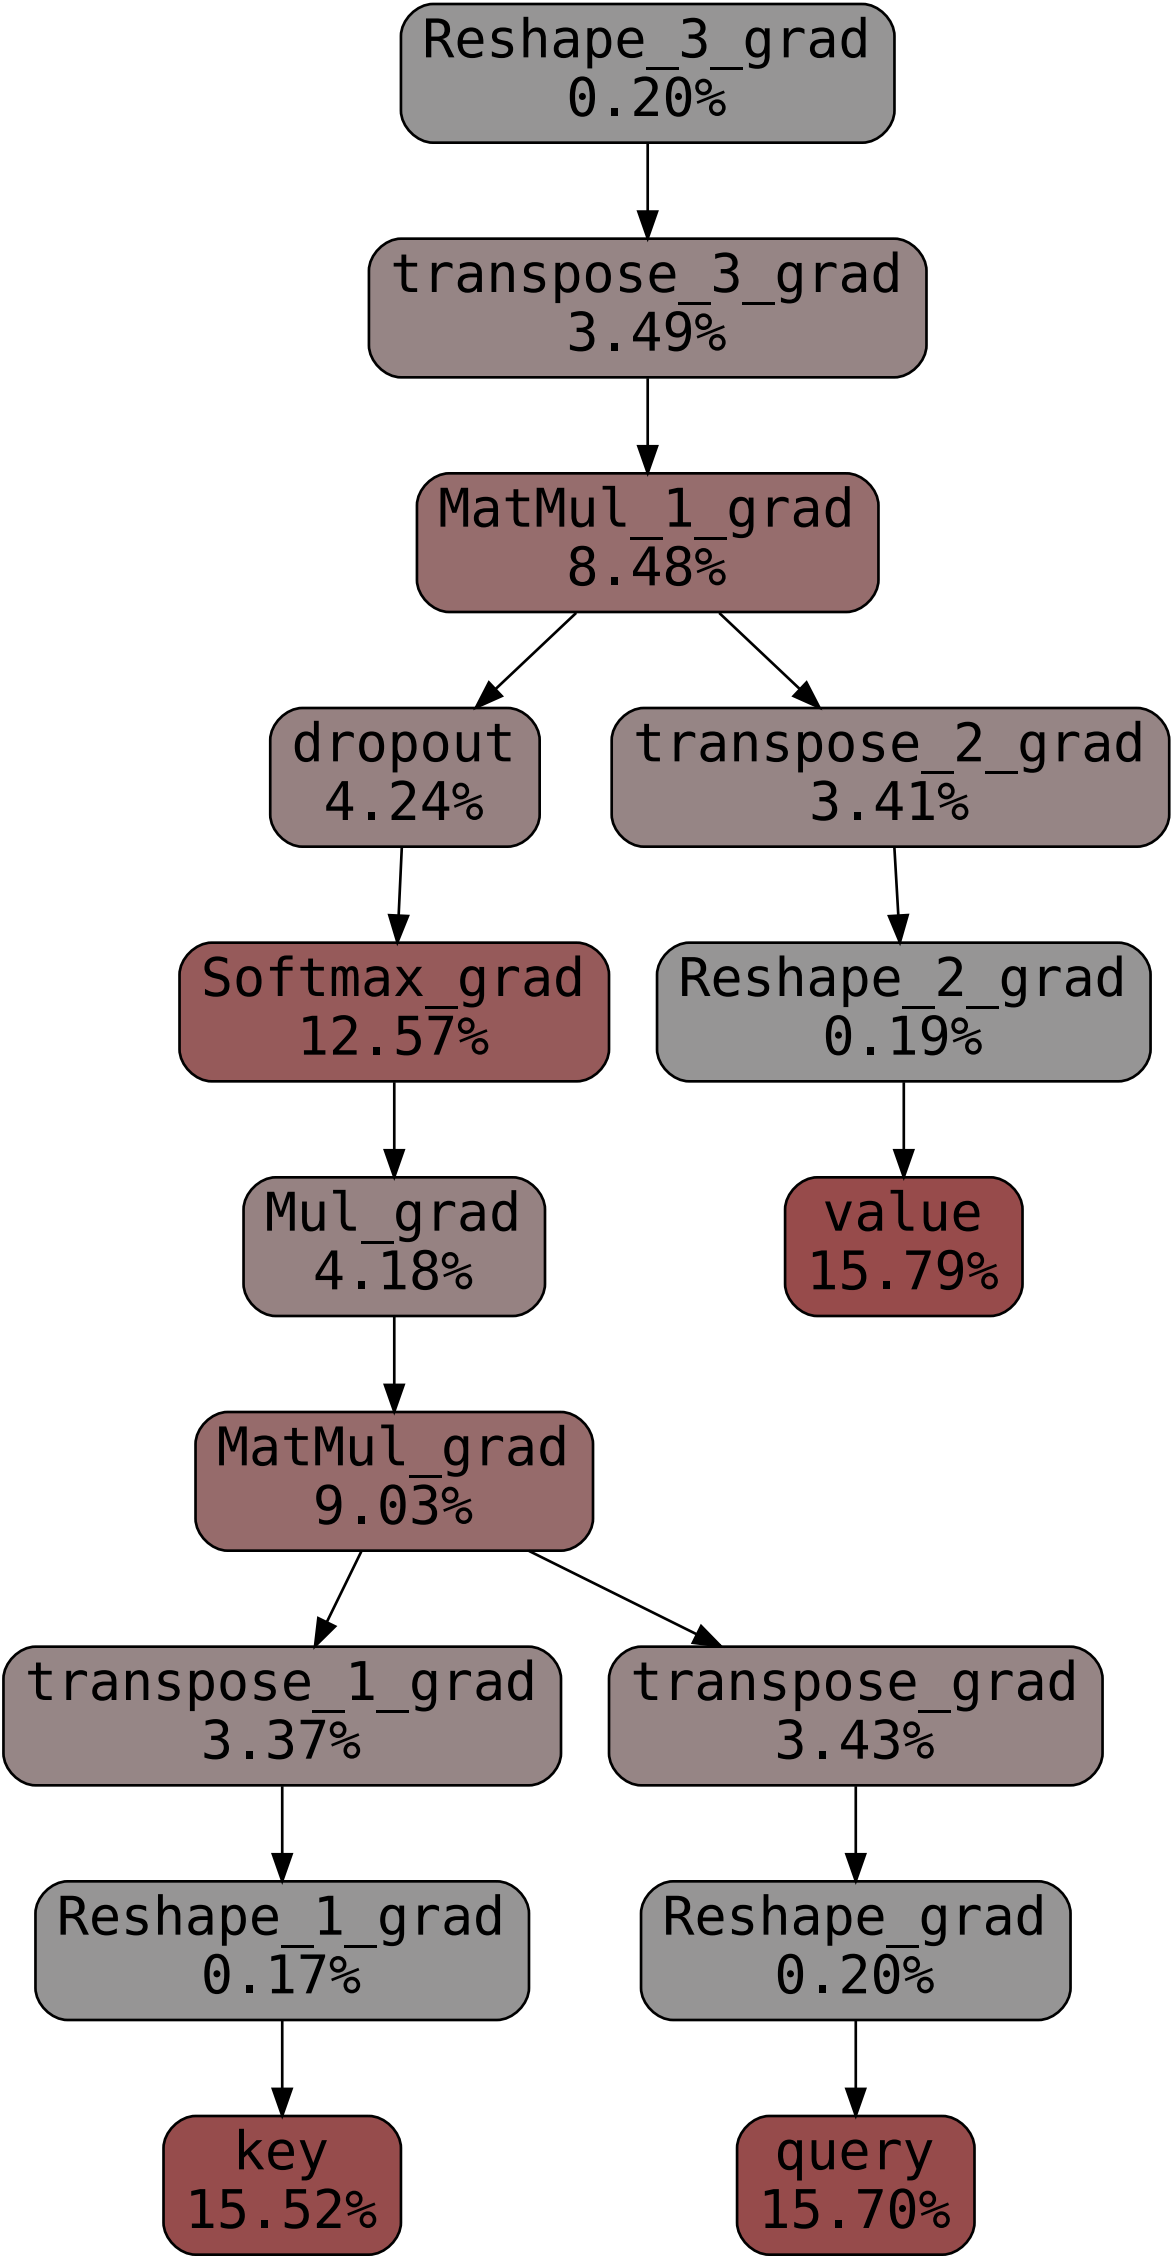 Reshape_3_grad
0.20%
transpose_3_grad
3.49%
MatMul_1_grad
8.48%
dropout
4.24%
transpose_2_grad
3.41%
Softmax_grad
12.57%
Reshape_2_grad
0.19%
Mul_grad
4.18%
value
15.79%
MatMul_grad
9.03%
transpose_1_grad
3.37%
transpose_grad
3.43%
Reshape_1_grad
0.17%
Reshape_grad
0.20%
key
15.52%
query
15.70%